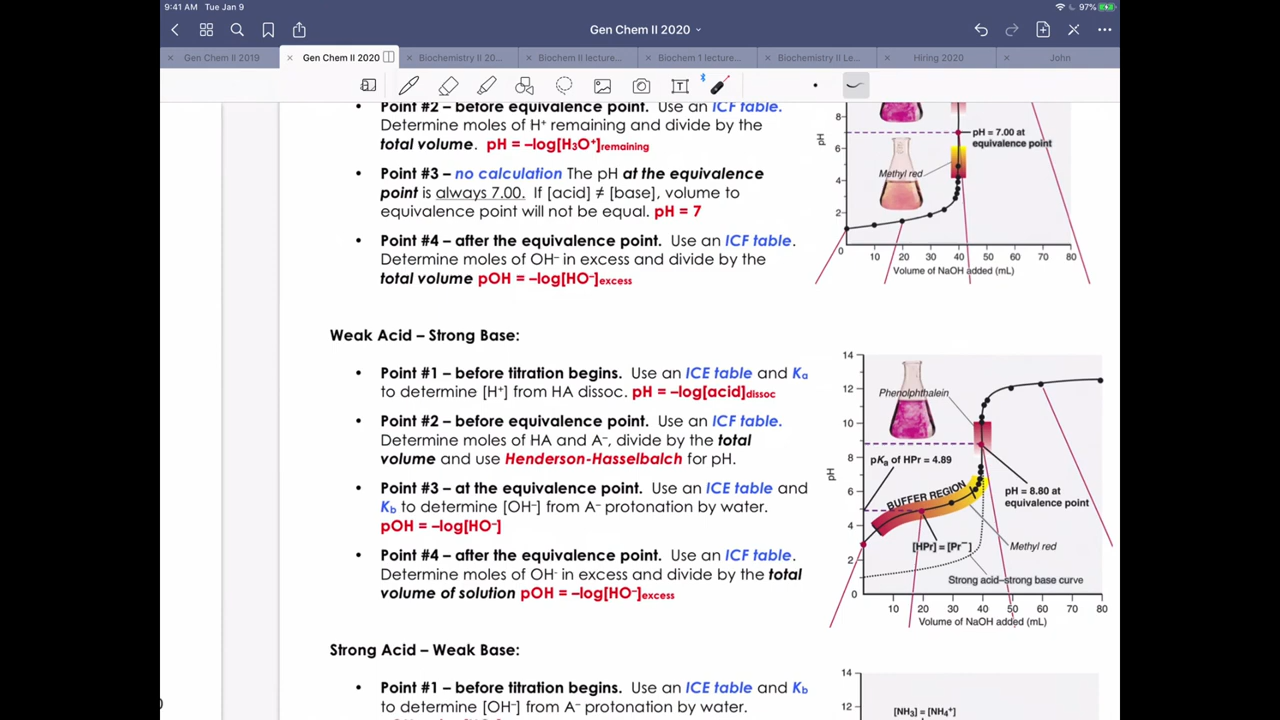 9:41 AM Tue Jan 9
97%
Gen Chem II 2020
Gen Chem II 2019
Gen Chem II 2020
Biochemistry II 20...
Biochem II lecture...
Biochem 1 lecture...
Biochemistry II Le...
Hiring 2020
John
• Point #2 – before equivalence point. Use an ICF table.
Determine moles of H⁺ remaining and divide by the
total volume. pH = –log[H₃O⁺]remaining
• Point #3 – no calculation The pH at the equivalence
point is always 7.00. If [acid] ≠ [base], volume to
equivalence point will not be equal. pH = 7
• Point #4 – after the equivalence point. Use an ICF table.
Determine moles of OH⁻ in excess and divide by the
total volume pOH = –log[HO⁻]excess
8
6
4
2
0
pH
pH = 7.00 at
equivalence point
Methyl red
10 20 30 40 50 60 70 80
Volume of NaOH added (mL)
Weak Acid – Strong Base:
• Point #1 – before titration begins. Use an ICE table and Kₐ
to determine [H⁺] from HA dissoc. pH = –log[acid]dissoc
• Point #2 – before equivalence point. Use an ICF table.
Determine moles of HA and A⁻, divide by the total
volume and use Henderson-Hasselbalch for pH.
• Point #3 – at the equivalence point. Use an ICE table and
Kb to determine [OH⁻] from A⁻ protonation by water.
pOH = –log[HO⁻]
• Point #4 – after the equivalence point. Use an ICF table.
Determine moles of OH⁻ in excess and divide by the total
volume of solution pOH = –log[HO⁻]excess
14
12
10
8
6
4
2
0
pH
Phenolphthalein
pKₐ of HPr = 4.89
BUFFER REGION
pH = 8.80 at
equivalence point
[HPr] = [Pr⁻]
Methyl red
Strong acid–strong base curve
10 20 30 40 50 60 70 80
Volume of NaOH added (mL)
Strong Acid – Weak Base:
• Point #1 – before titration begins. Use an ICE table and Kb
to determine [OH⁻] from A⁻ protonation by water.
14
12
[NH₃] = [NH₄⁺]